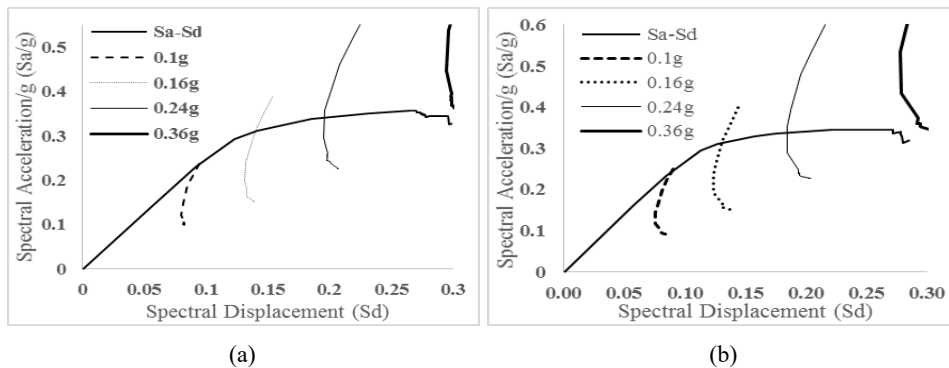 Spectral Acceleration/g (Sa/g)
0.5
0.4
0.3
0.2
0.1
0
Sa-Sd
0.1g
0.16g
0.24g
0.36g
0 0.1 0.15 0.2 0.3
Spectral Displacement (Sd)
(a)
Spectral Acceleration/g (Sa/g)
0.6
0.5
0.4
0.3
0.2
0.1
0
Sa-Sd
0.1g
0.16g
0.24g
0.36g
0.00 0.05 0.10 0.15 0.20 0.25 0.30
Spectral Displacement (Sd)
(b)